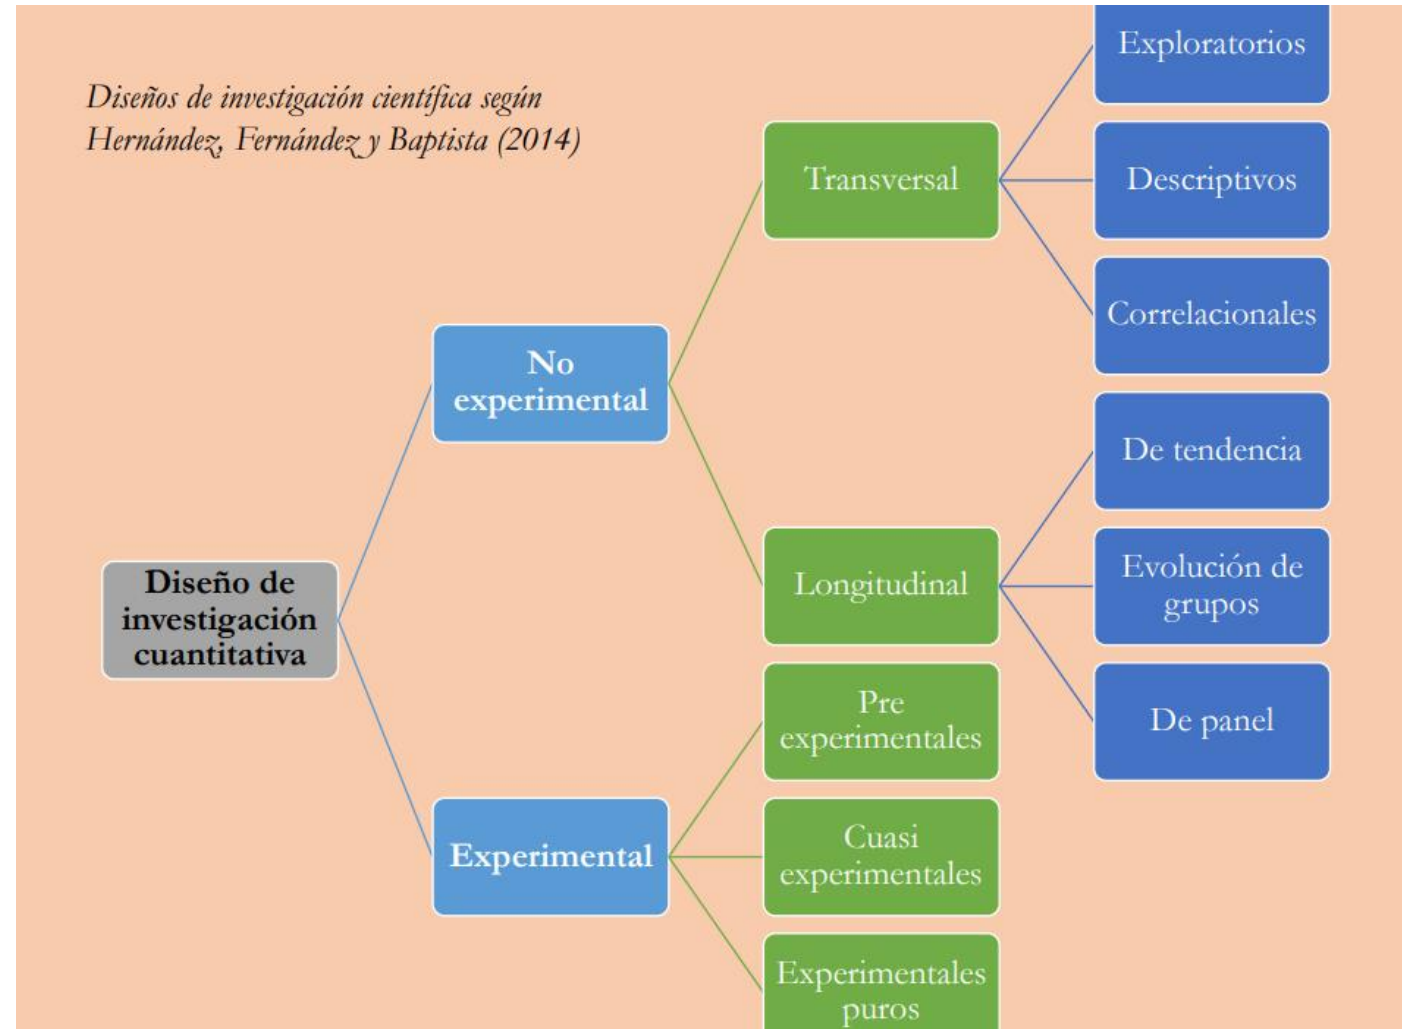 Diseños de investigación científica según
Hernández, Fernández y Baptista (2014)
Diseño de
investigación
cuantitativa
No
experimental
Transversal
Exploratorios
Descriptivos
Correlacionales
Longitudinal
De tendencia
Evolución de
grupos
De panel
Experimental
Pre
experimentales
Cuasi
experimentales
Experimentales
puros